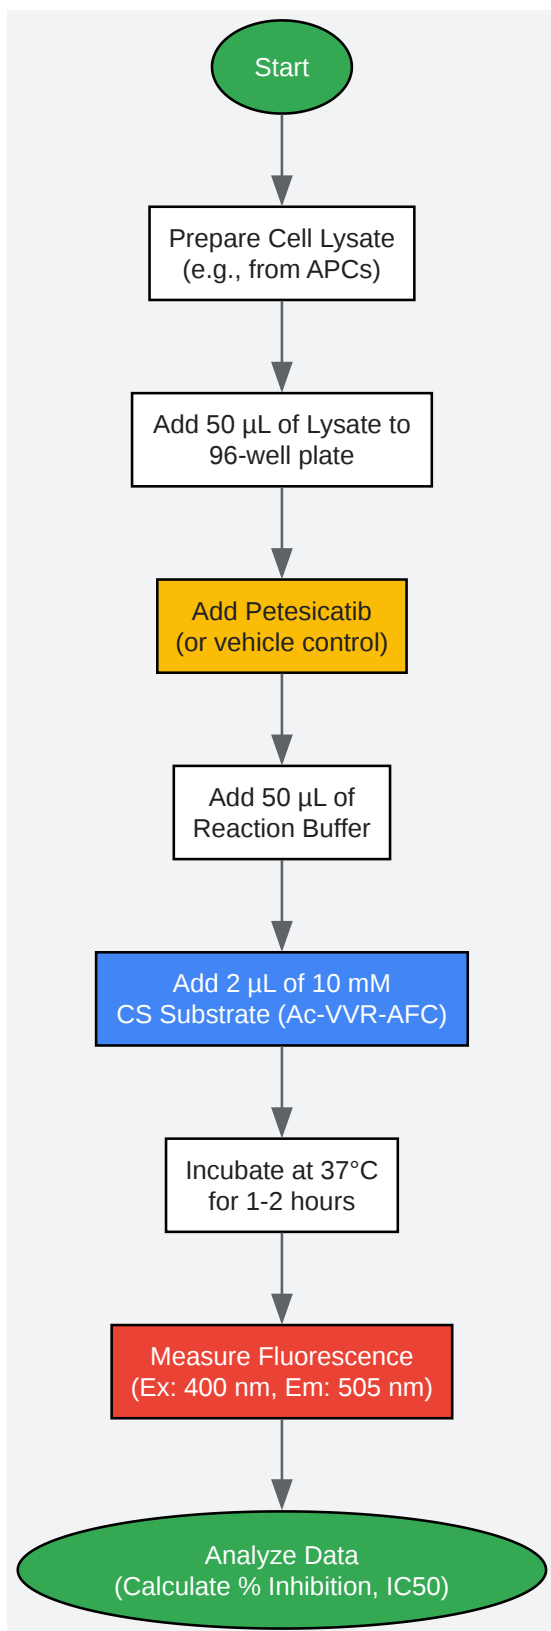 Start
Prepare Cell Lysate
(e.g., from APCs)
Add 50 µL of Lysate to
96-well plate
Add Petesicatib
(or vehicle control)
Add 50 µL of
Reaction Buffer
Add 2 µL of 10 mM
CS Substrate (Ac-VVR-AFC)
Incubate at 37°C
for 1-2 hours
Measure Fluorescence
(Ex: 400 nm, Em: 505 nm)
Analyze Data
(Calculate % Inhibition, IC50)